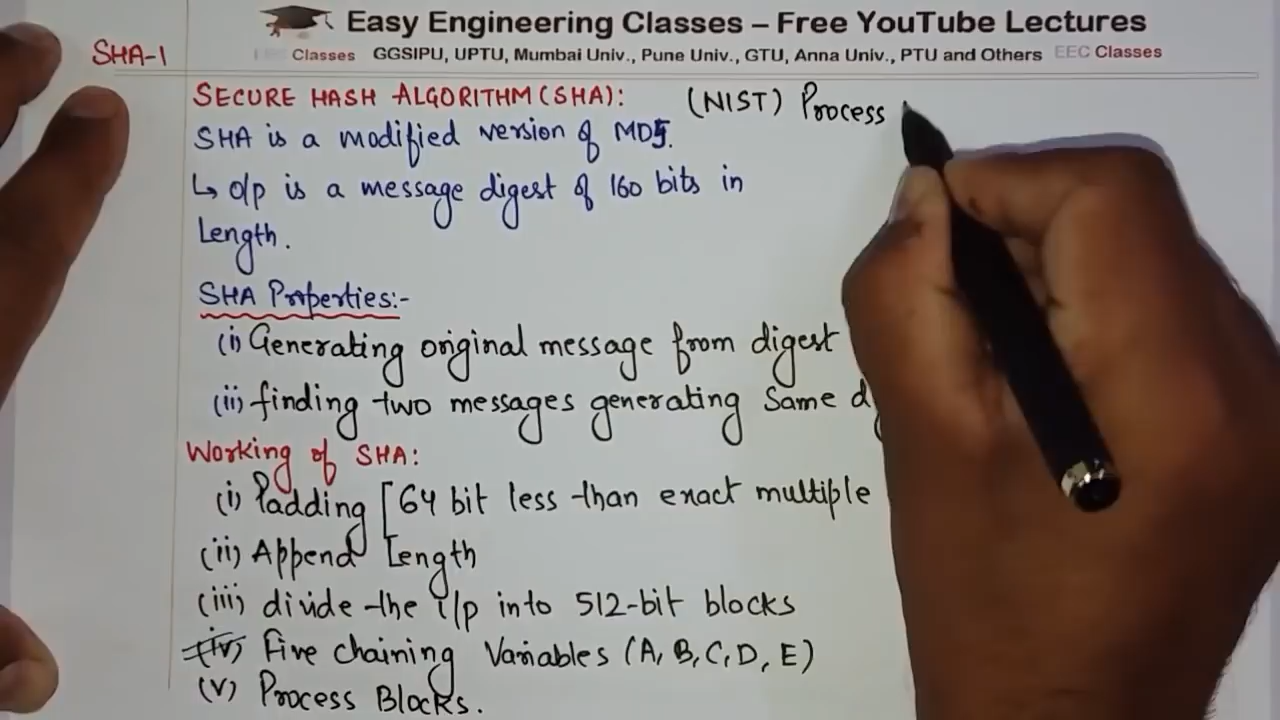 Easy Engineering Classes – Free YouTube Lectures
EEC Classes GGSIPU, UPTU, Mumbai Univ., Pune Univ., GTU, Anna Univ., PTU and Others EEC Classes
SHA-1
SECURE HASH ALGORITHM (SHA): (NIST) Process
SHA is a modified version of MD5.
↳ o/p is a message digest of 160 bits in
Length.
SHA Properties:-
(i) Generating original message from digest
(ii) finding two messages generating same
Working of SHA:
(i) Padding [64 bit less than exact multiple
(ii) Append Length
(iii) divide the i/p into 512-bit blocks
(iv) Five chaining Variables (A, B, C, D, E)
(v) Process Blocks.